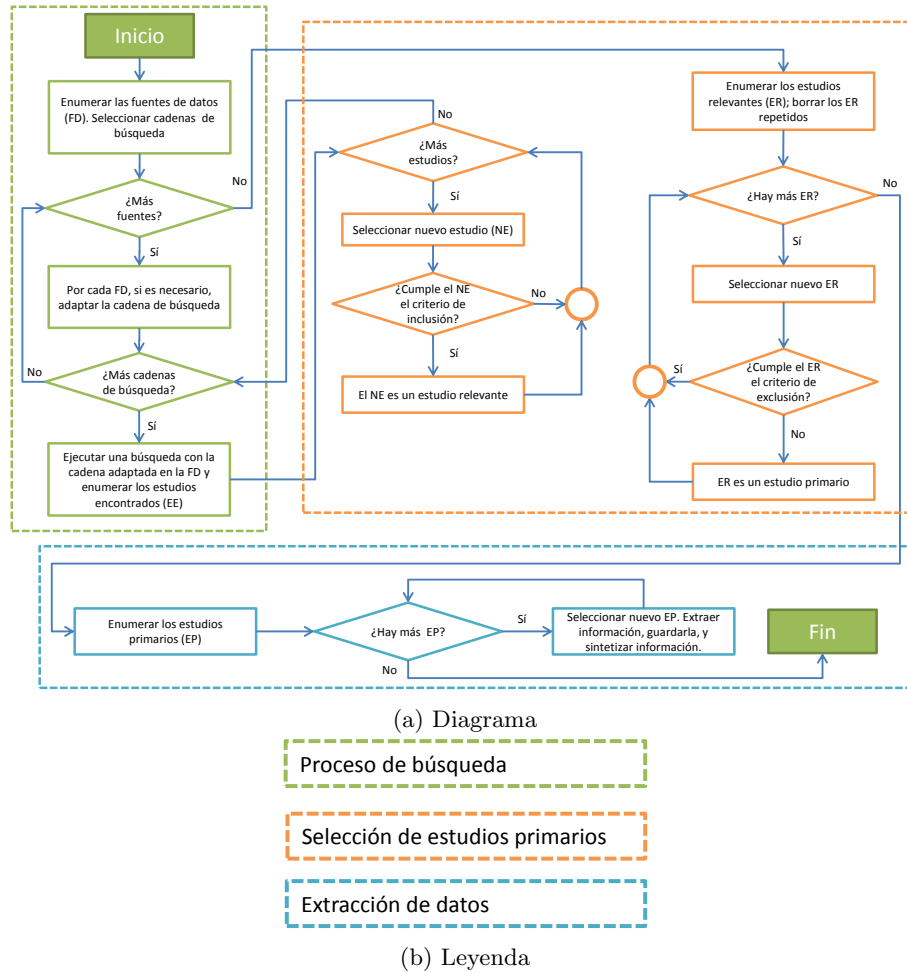 Inicio
Enumerar las fuentes de datos
(FD). Seleccionar cadenas de
búsqueda
¿Más
fuentes?
No
Sí
Por cada FD, si es necesario,
adaptar la cadena de búsqueda
¿Más cadenas
de búsqueda?
No
Sí
Ejecutar una búsqueda con la
cadena adaptada en la FD y
enumerar los estudios
encontrados (EE)
No
¿Más
estudios?
Sí
Seleccionar nuevo estudio (NE)
¿Cumple el NE
el criterio de
inclusión?
No
Sí
El NE es un estudio relevante
Enumerar los estudios
relevantes (ER); borrar los ER
repetidos
¿Hay más ER?
No
Sí
Seleccionar nuevo ER
¿Cumple el ER
el criterio de
exclusión?
Sí
No
ER es un estudio primario
Enumerar los estudios
primarios (EP)
¿Hay más EP?
Sí
No
Seleccionar nuevo EP. Extraer
información, guardarla, y
sintetizar información.
Fin
(a) Diagrama
Proceso de búsqueda
Selección de estudios primarios
Extracción de datos
(b) Leyenda